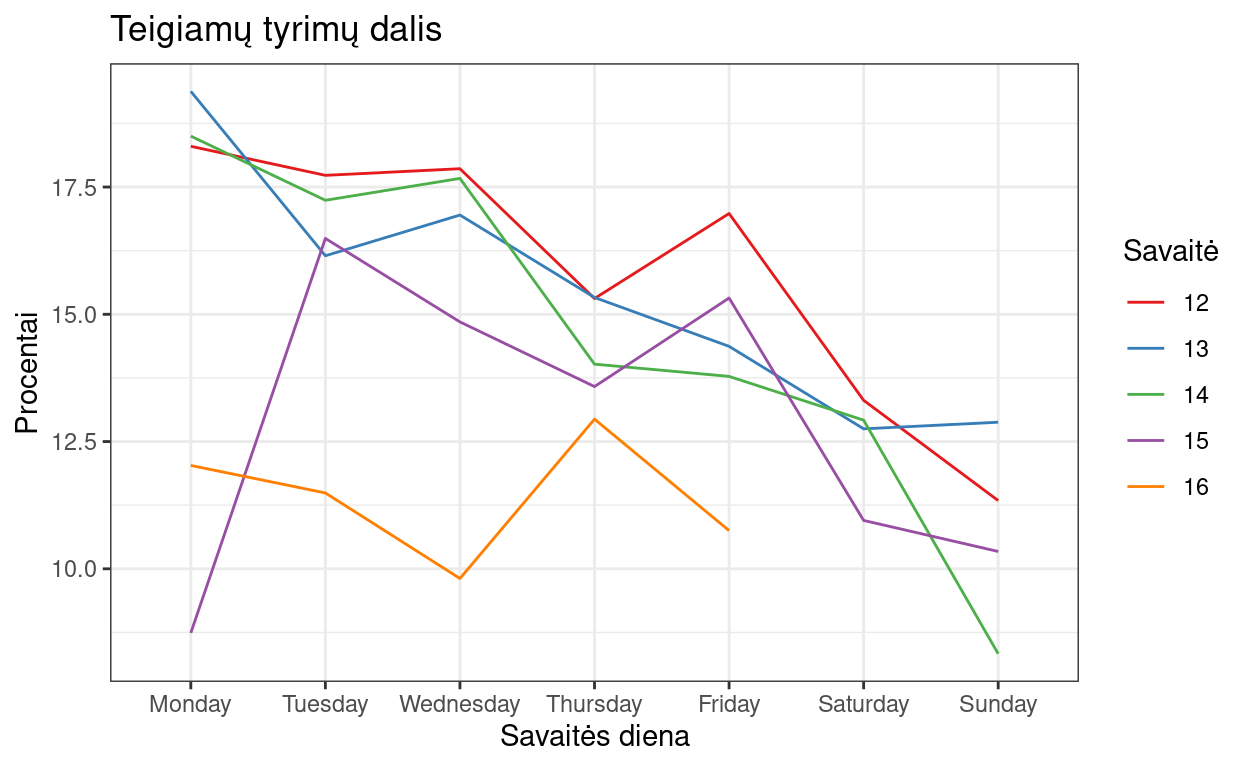 Teigiamų tyrimų dalis
Procentai
17.5
15.0
12.5
10.0
Monday Tuesday Wednesday Thursday Friday Saturday Sunday
Savaitės diena
Savaitė
12
13
14
15
16